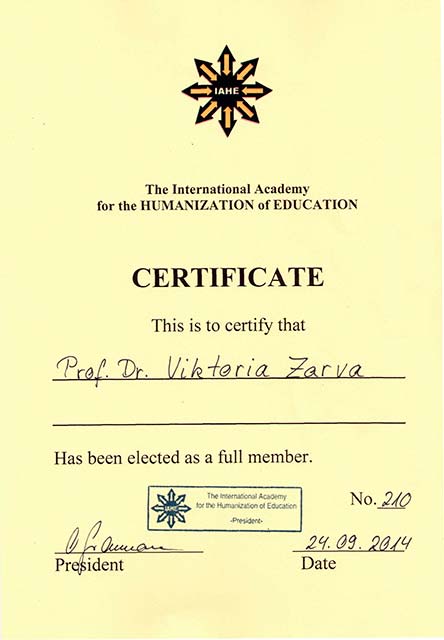 IAHE
The International Academy
for the HUMANIZATION of EDUCATION
CERTIFICATE
This is to certify that
Prof. Dr. Viktoria Zarva
Has been elected as a full member.
No. 210
IAHE
The International Academy
for the Humanization of Education
-President-
24.09.2014
President
Date